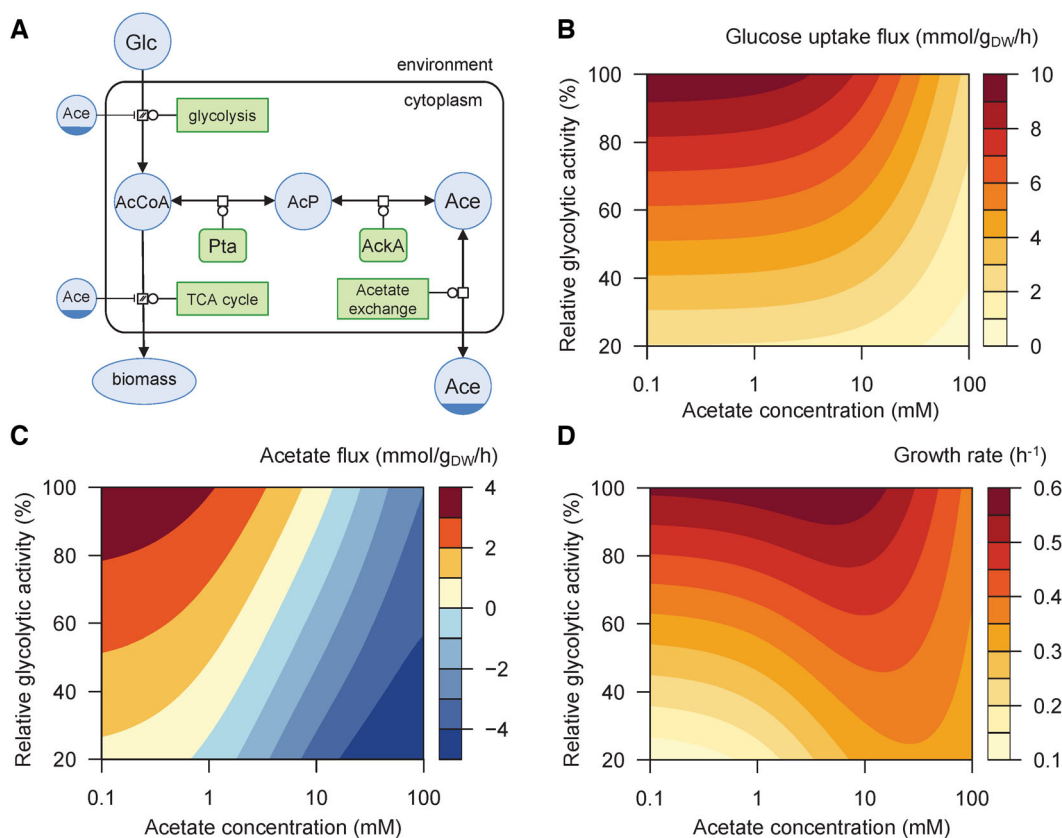 A
Glc
environment
cytoplasm
Ace
glycolysis
AcCoA
AcP
Ace
Pta
AckA
Ace
TCA cycle
Acetate
exchange
biomass
Ace
B
Glucose uptake flux (mmol/gDW/h)
Relative glycolytic activity (%)
100
80
60
40
20
0.1
1
10
100
Acetate concentration (mM)
10
8
6
4
2
0
C
Acetate flux (mmol/gDW/h)
Relative glycolytic activity (%)
100
80
60
40
20
0.1
1
10
100
Acetate concentration (mM)
4
2
0
−2
−4
D
Growth rate (h-1)
Relative glycolytic activity (%)
100
80
60
40
20
0.1
1
10
100
Acetate concentration (mM)
0.6
0.5
0.4
0.3
0.2
0.1